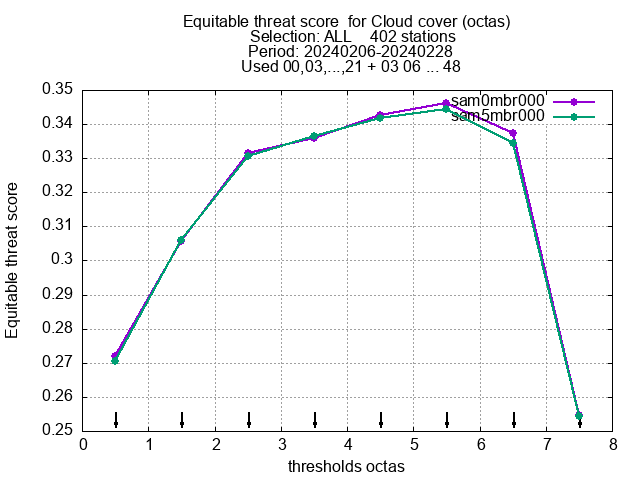 Equitable threat score  for Cloud cover (octas)
Selection: ALL    402 stations
Period: 20240206-20240228
Used 00,03,...,21 + 03 06 ... 48
sam0mbr000
sam5mbr000
0.35
0.34
0.33
0.32
0.31
0.3
0.29
0.28
0.27
0.26
0.25
Equitable threat score
0 1 2 3 4 5 6 7 8
thresholds octas